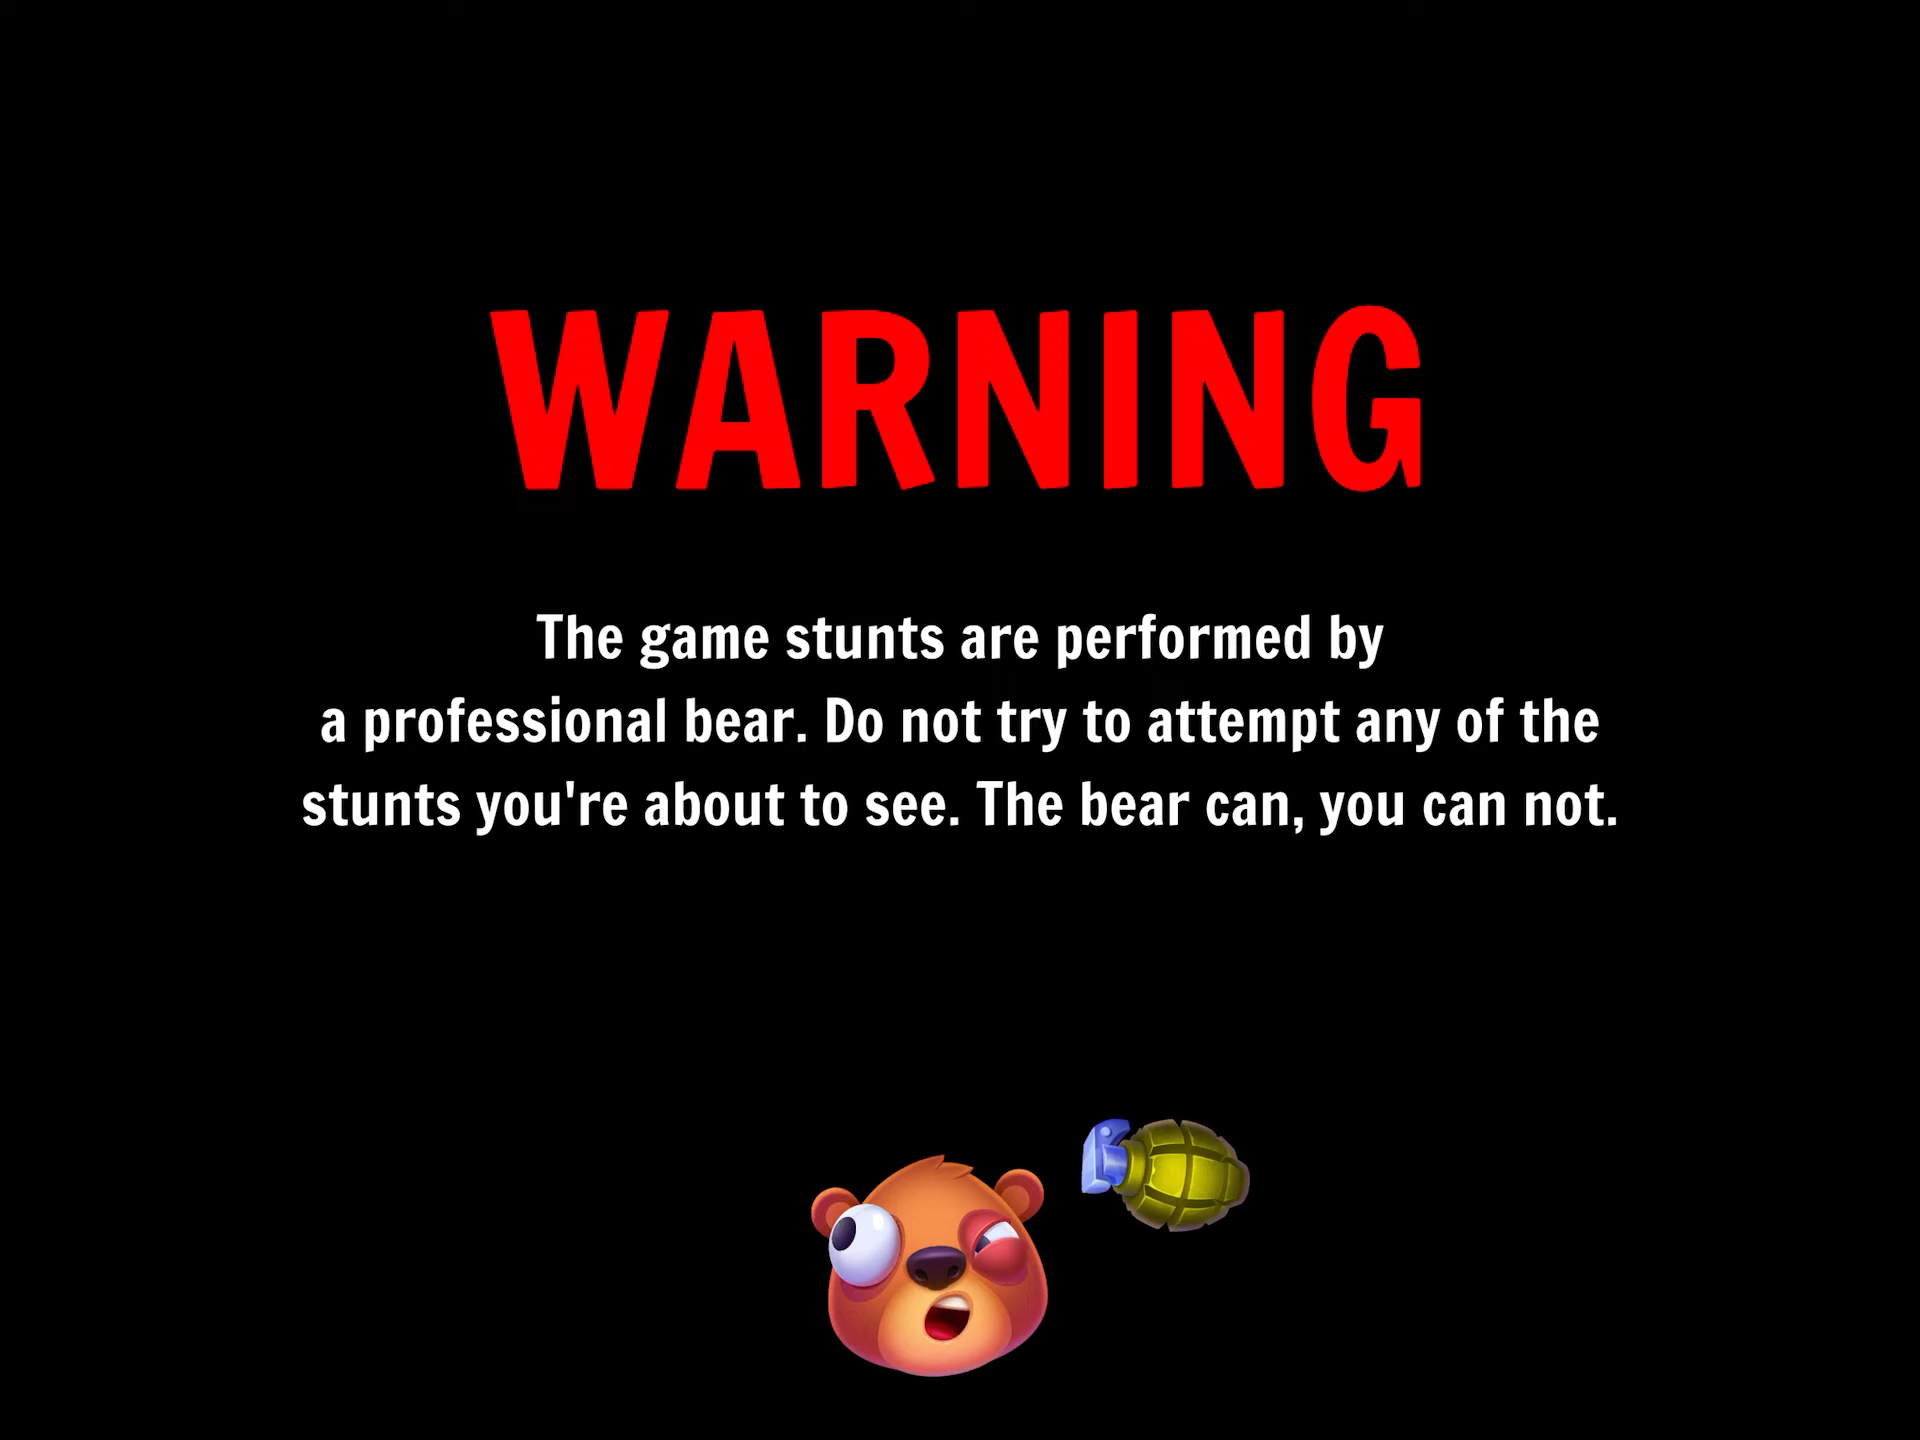 WARNING
The game stunts are performed by
a professional bear. Do not try to attempt any of the
stunts you're about to see. The bear can, you can not.